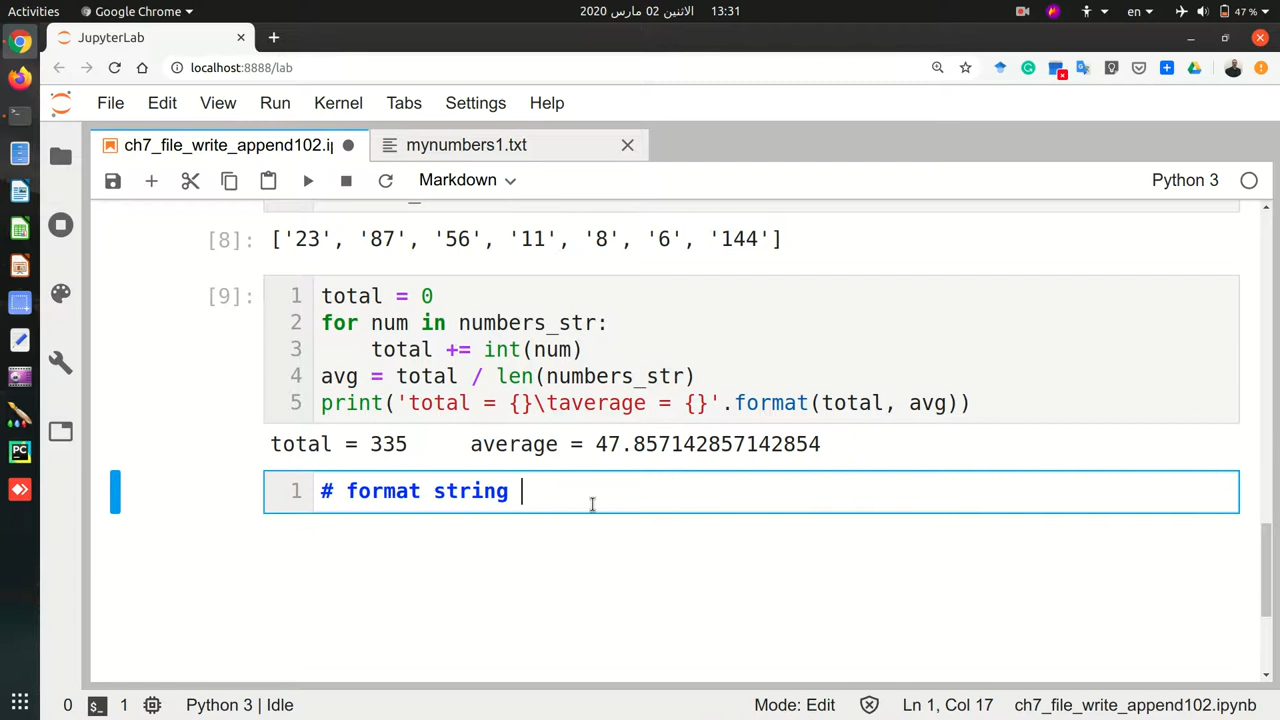 Activities
Google Chrome
الاثنين 02 مارس 2020 13:31
en
47 %
JupyterLab
localhost:8888/lab
File Edit View Run Kernel Tabs Settings Help
ch7_file_write_append102.ip
mynumbers1.txt
Markdown
Python 3
[8]: ['23', '87', '56', '11', '8', '6', '144']
[9]: 1 total = 0
2 for num in numbers_str:
3 total += int(num)
4 avg = total / len(numbers_str)
5 print('total = {}\taverage = {}'.format(total, avg))
total = 335 average = 47.857142857142854
1 # format string
0 1 Python 3 | Idle Mode: Edit Ln 1, Col 17 ch7_file_write_append102.ipynb